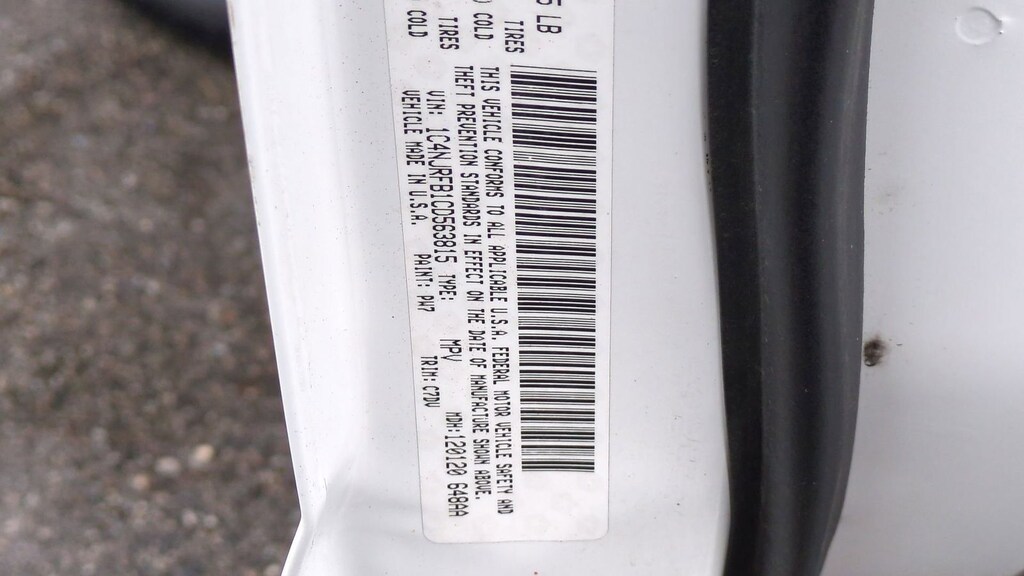 5 LB
TIRES
) COLD
TIRES
COLD
THIS VEHICLE CONFORMS TO ALL APPLICABLE U.S.A. FEDERAL MOTOR VEHICLE SAFETY AND
THEFT PREVENTION STANDARDS IN EFFECT ON THE DATE OF MANUFACTURE SHOWN ABOVE.
VIN: 1C4NJRFB1CD563815 TYPE: MPV MDH: 120120 648AA
VEHICLE MADE IN U.S.A. PAINT: PW7 TRIM: C7DV